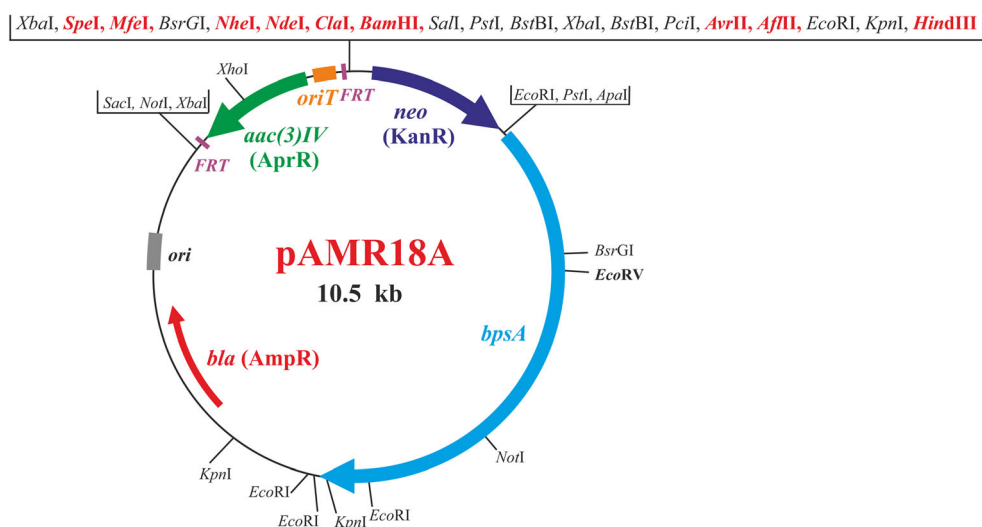 XbaI, SpeI, MfeI, BsrGI, NheI, NdeI, ClaI, BamHI, SalI, PstI, BstBI, XbaI, BstBI, PciI, AvrII, AflII, EcoRI, KpnI, HindIII
XhoI
SacI, NotI, XbaI
oriT
FRT
EcoRI, PstI, ApaI
neo
(KanR)
aac(3)IV
(AprR)
FRT
ori
pAMR18A
10.5 kb
BsrGI
EcoRV
bpsA
bla (AmpR)
NotI
KpnI
EcoRI
EcoRI
KpnI
EcoRI